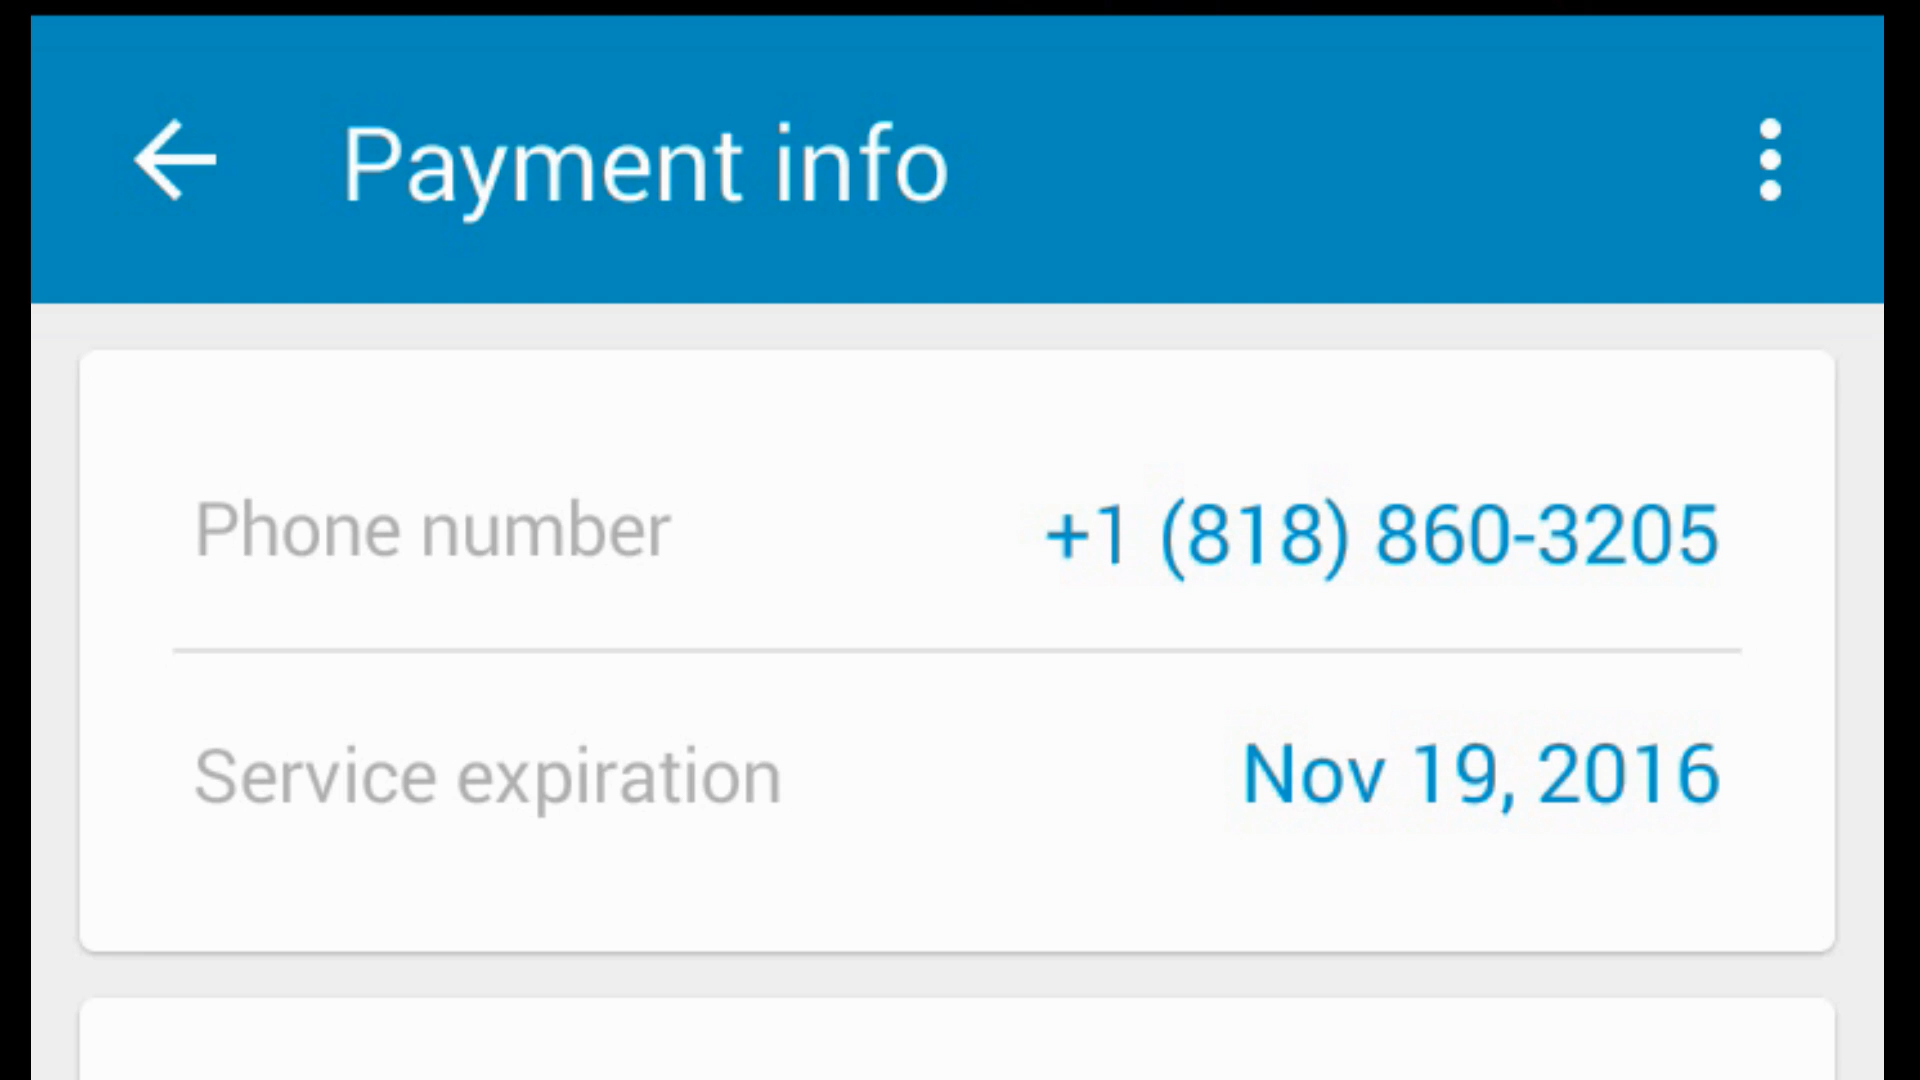 Payment info
Phone number +1 (818) 860-3205
Service expiration Nov 19, 2016